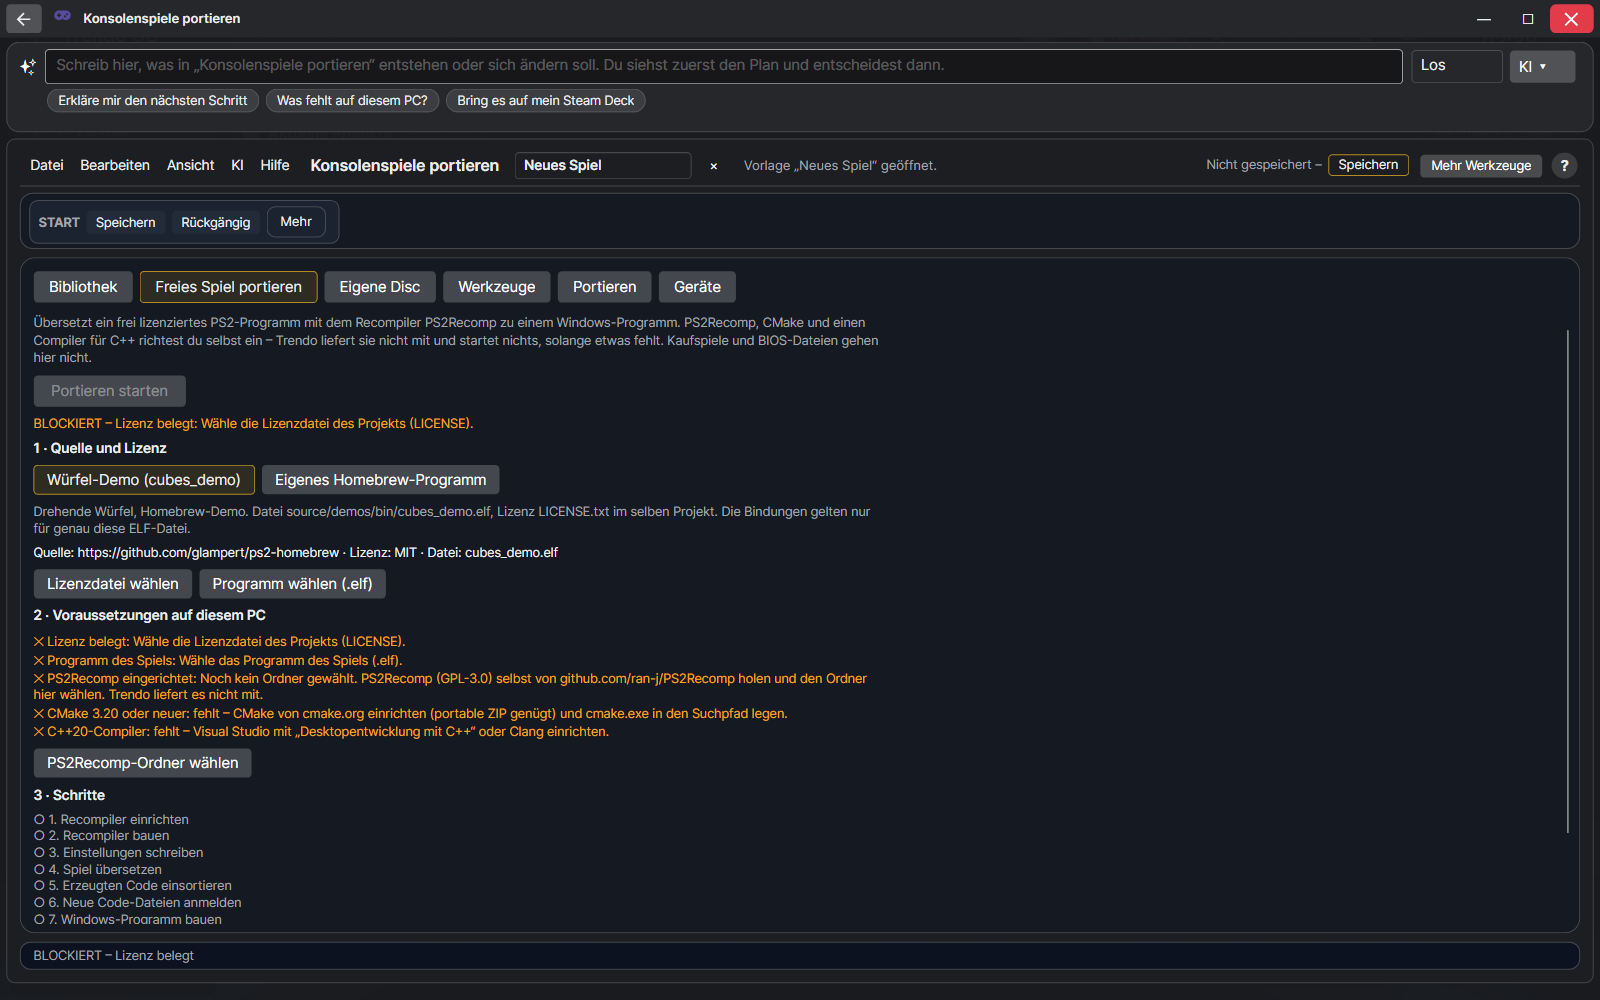 Konsolenspiele portieren
Schreib hier, was in „Konsolenspiele portieren“ entstehen oder sich ändern soll. Du siehst zuerst den Plan und entscheidest dann.
Los
KI ▾
Erkläre mir den nächsten Schritt
Was fehlt auf diesem PC?
Bring es auf mein Steam Deck
Datei Bearbeiten Ansicht KI Hilfe Konsolenspiele portieren Neues Spiel × Vorlage „Neues Spiel“ geöffnet. Nicht gespeichert – Speichern Mehr Werkzeuge ?
START Speichern Rückgängig Mehr
Bibliothek Freies Spiel portieren Eigene Disc Werkzeuge Portieren Geräte
Übersetzt ein frei lizenziertes PS2-Programm mit dem Recompiler PS2Recomp zu einem Windows-Programm. PS2Recomp, CMake und einen
Compiler für C++ richtest du selbst ein – Trendo liefert sie nicht mit und startet nichts, solange etwas fehlt. Kaufspiele und BIOS-Dateien gehen
hier nicht.
Portieren starten
BLOCKIERT – Lizenz belegt: Wähle die Lizenzdatei des Projekts (LICENSE).
1 · Quelle und Lizenz
Würfel-Demo (cubes_demo) Eigenes Homebrew-Programm
Drehende Würfel, Homebrew-Demo. Datei source/demos/bin/cubes_demo.elf, Lizenz LICENSE.txt im selben Projekt. Die Bindungen gelten nur
für genau diese ELF-Datei.
Quelle: https://github.com/glampert/ps2-homebrew · Lizenz: MIT · Datei: cubes_demo.elf
Lizenzdatei wählen Programm wählen (.elf)
2 · Voraussetzungen auf diesem PC
✕ Lizenz belegt: Wähle die Lizenzdatei des Projekts (LICENSE).
✕ Programm des Spiels: Wähle das Programm des Spiels (.elf).
✕ PS2Recomp eingerichtet: Noch kein Ordner gewählt. PS2Recomp (GPL-3.0) selbst von github.com/ran-j/PS2Recomp holen und den Ordner
hier wählen. Trendo liefert es nicht mit.
✕ CMake 3.20 oder neuer: fehlt – CMake von cmake.org einrichten (portable ZIP genügt) und cmake.exe in den Suchpfad legen.
✕ C++20-Compiler: fehlt – Visual Studio mit „Desktopentwicklung mit C++“ oder Clang einrichten.
PS2Recomp-Ordner wählen
3 · Schritte
○ 1. Recompiler einrichten
○ 2. Recompiler bauen
○ 3. Einstellungen schreiben
○ 4. Spiel übersetzen
○ 5. Erzeugten Code einsortieren
○ 6. Neue Code-Dateien anmelden
○ 7. Windows-Programm bauen
BLOCKIERT – Lizenz belegt